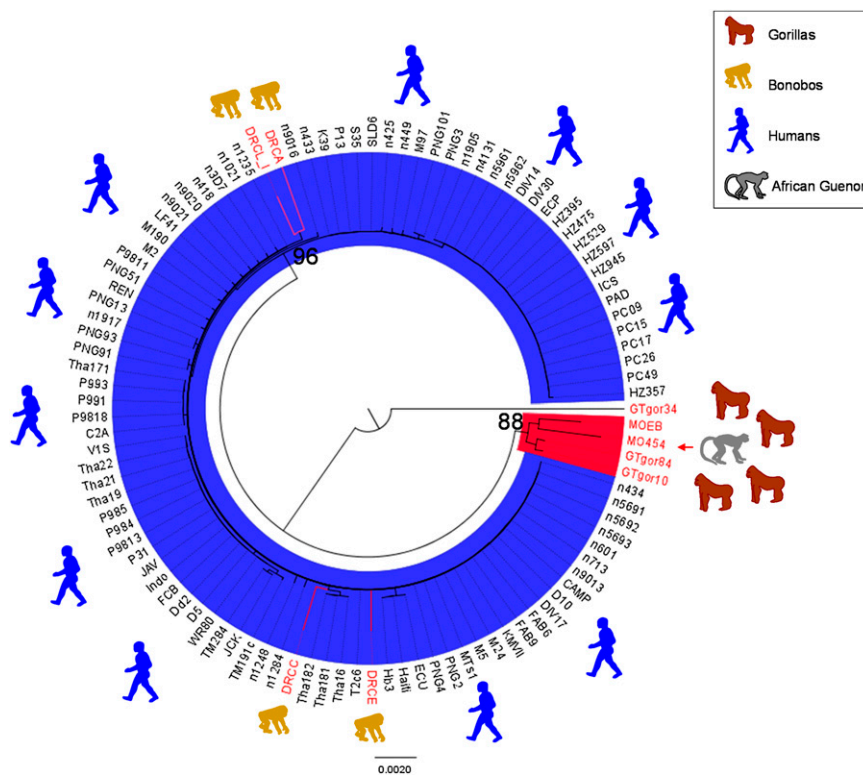 Gorillas
Bonobos
Humans
African Guenon
DRCL_I
DRCA
n9016
n433
K39
P13
S35
SLD6
n425
n449
M97
PNG101
PNG3
n1905
n4131
n5961
n5962
DIV14
DIV30
ECP
HZ395
HZ475
HZ529
HZ597
HZ945
ICS
PAD
PC09
PC15
PC17
PC26
PC49
HZ357
GTgor34
MOEB
MO454
GTgor84
GTgor10
n434
n5691
n5692
n5693
n601
n713
n9013
CAMP
D10
DIV17
FAB6
FAB9
KMVII
M24
M5
MTs1
PNG2
PNG4
ECU
Haiti
Hb3
DRCE
T2c6
Tha16
Tha181
Tha182
DRCC
n1284
n1248
TM191c
JCK
TM284
WR80
D5
Dd2
FCB
Indo
JAV
P31
P9813
P984
P985
Tha19
Tha21
Tha22
V1S
C2A
P9818
P991
P993
Tha171
PNG91
PNG93
n1917
PNG13
REN
PNG51
P9811
M2
M190
LF41
n9021
n9020
n418
n3D7
n1021
n1235
96
88
0.0020